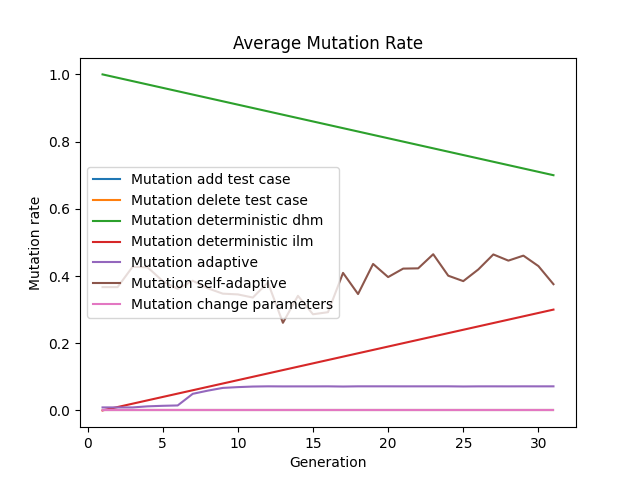 Average Mutation Rate
1.0
0.8
0.6
0.4
0.2
0.0
Mutation rate
Mutation add test case
Mutation delete test case
Mutation deterministic dhm
Mutation deterministic ilm
Mutation adaptive
Mutation self-adaptive
Mutation change parameters
0 5 10 15 20 25 30
Generation